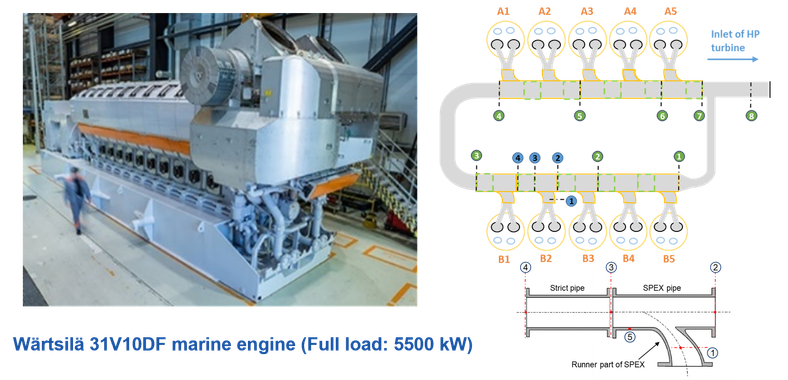 A1 A2 A3 A4 A5
Inlet of HP
turbine
4 5 6 7 8
3 4 3 2 2 1
1
B1 B2 B3 B4 B5
4 3 2
Strict pipe SPEX pipe
5 1
Runner part of SPEX
Wärtsilä 31V10DF marine engine (Full load: 5500 kW)